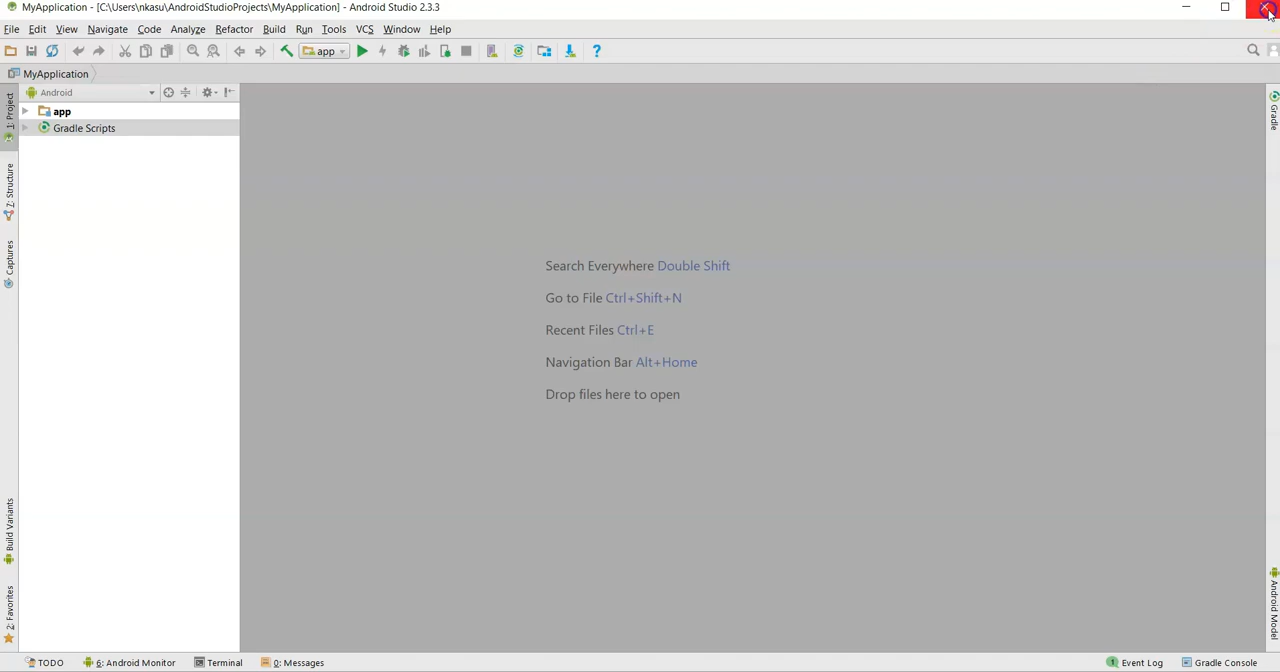 MyApplication - [C:\Users\nkasu\AndroidStudioProjects\MyApplication] - Android Studio 2.3.3
File Edit View Navigate Code Analyze Refactor Build Run Tools VCS Window Help
app
MyApplication
Android
1: Project
app
Gradle Scripts
Gradle
Z: Structure
Captures
Search Everywhere Double Shift
Go to File Ctrl+Shift+N
Recent Files Ctrl+E
Navigation Bar Alt+Home
Drop files here to open
Build Variants
2: Favorites
Android Model
TODO 6: Android Monitor Terminal 0: Messages 1 Event Log Gradle Console